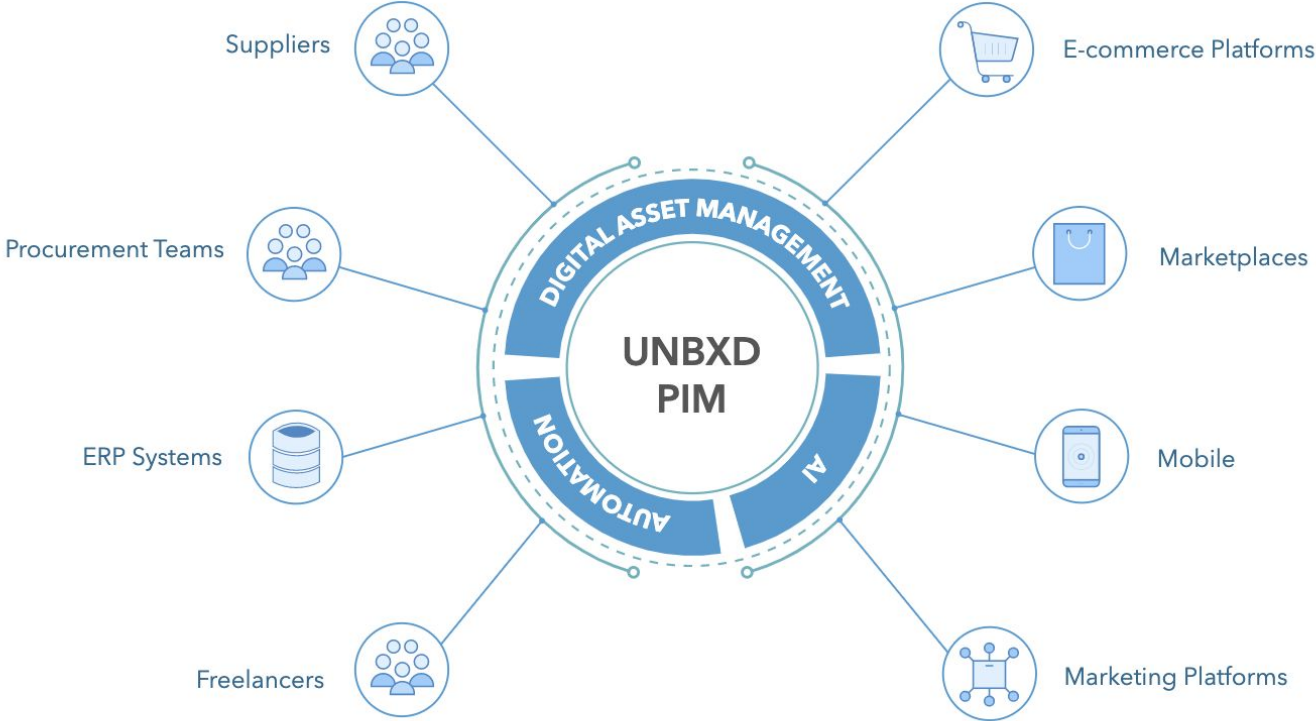 Suppliers
E-commerce Platforms
Procurement Teams
Marketplaces
DIGITAL ASSET MANAGEMENT
UNBXD
PIM
AUTOMATION
AI
ERP Systems
Mobile
Freelancers
Marketing Platforms